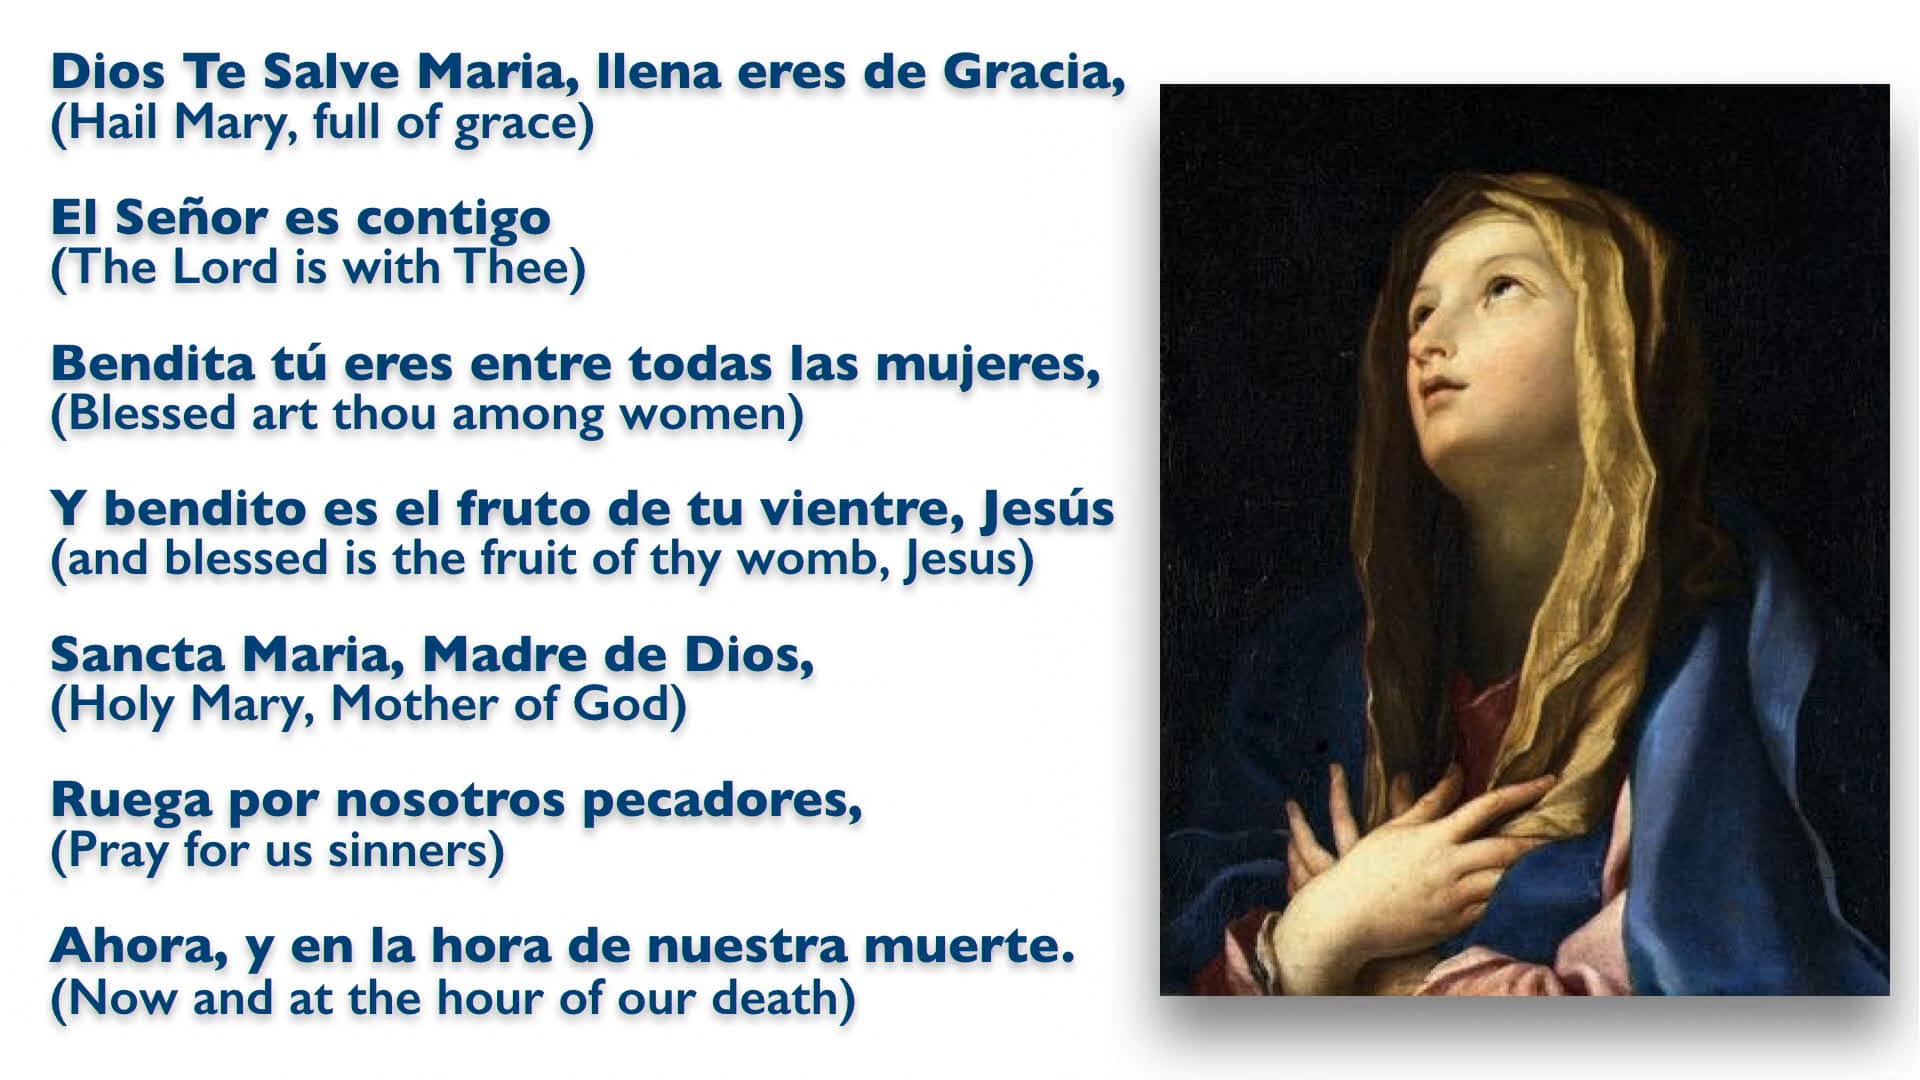 Dios Te Salve Maria, llena eres de Gracia,
(Hail Mary, full of grace)
El Señor es contigo
(The Lord is with Thee)
Bendita tú eres entre todas las mujeres,
(Blessed art thou among women)
Y bendito es el fruto de tu vientre, Jesús
(and blessed is the fruit of thy womb, Jesus)
Sancta Maria, Madre de Dios,
(Holy Mary, Mother of God)
Ruega por nosotros pecadores,
(Pray for us sinners)
Ahora, y en la hora de nuestra muerte.
(Now and at the hour of our death)